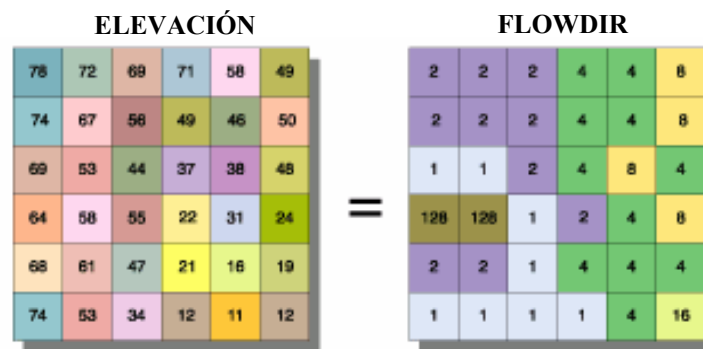 ELEVACIÓN FLOWDIR
78 72 69 71 58 49 2 2 2 4 4 8
74 67 56 49 46 50 2 2 2 4 4 8
69 53 44 37 38 48 1 1 2 4 8 4
64 58 55 22 31 24 = 128 128 1 2 4 8
68 61 47 21 16 19 2 2 1 4 4 4
74 53 34 12 11 12 1 1 1 1 4 16